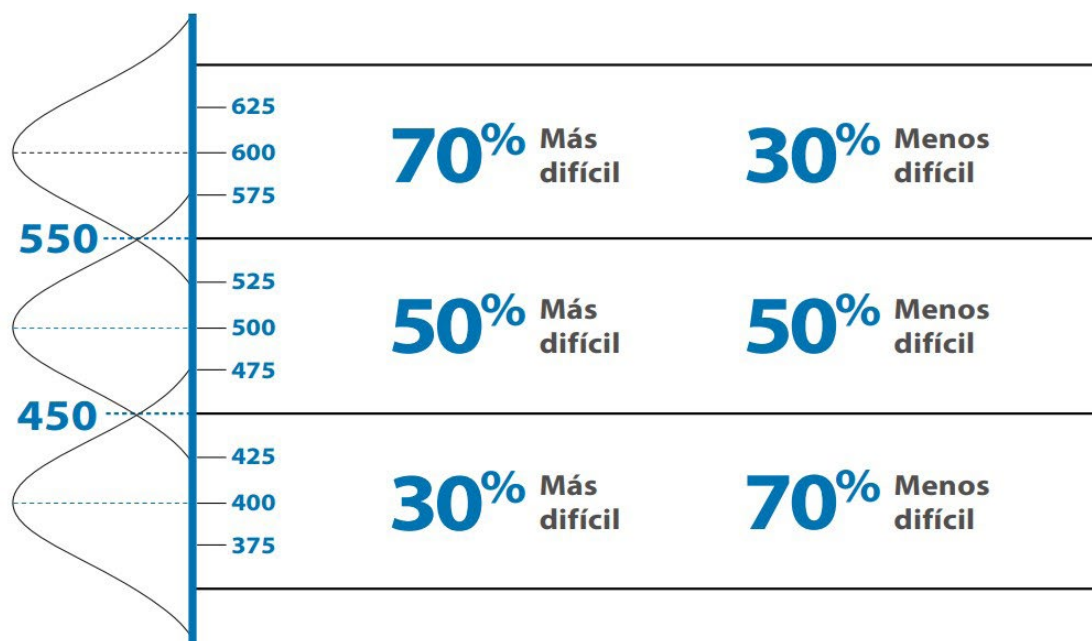 625
70% Más difícil
30% Menos difícil
600
575
550
525
50% Más difícil
50% Menos difícil
500
475
450
425
30% Más difícil
70% Menos difícil
400
375